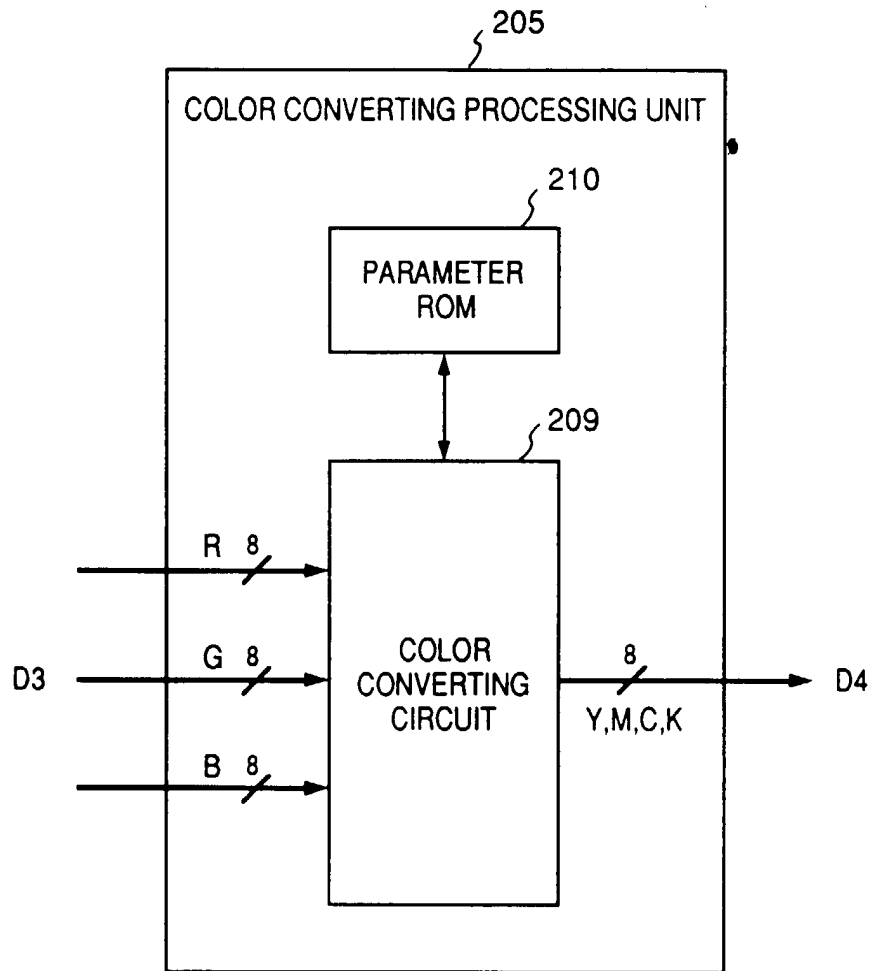 205
COLOR CONVERTING PROCESSING UNIT
210
PARAMETER
ROM
209
R 8
G 8
B 8
D3
COLOR
CONVERTING
CIRCUIT
8
Y,M,C,K
D4